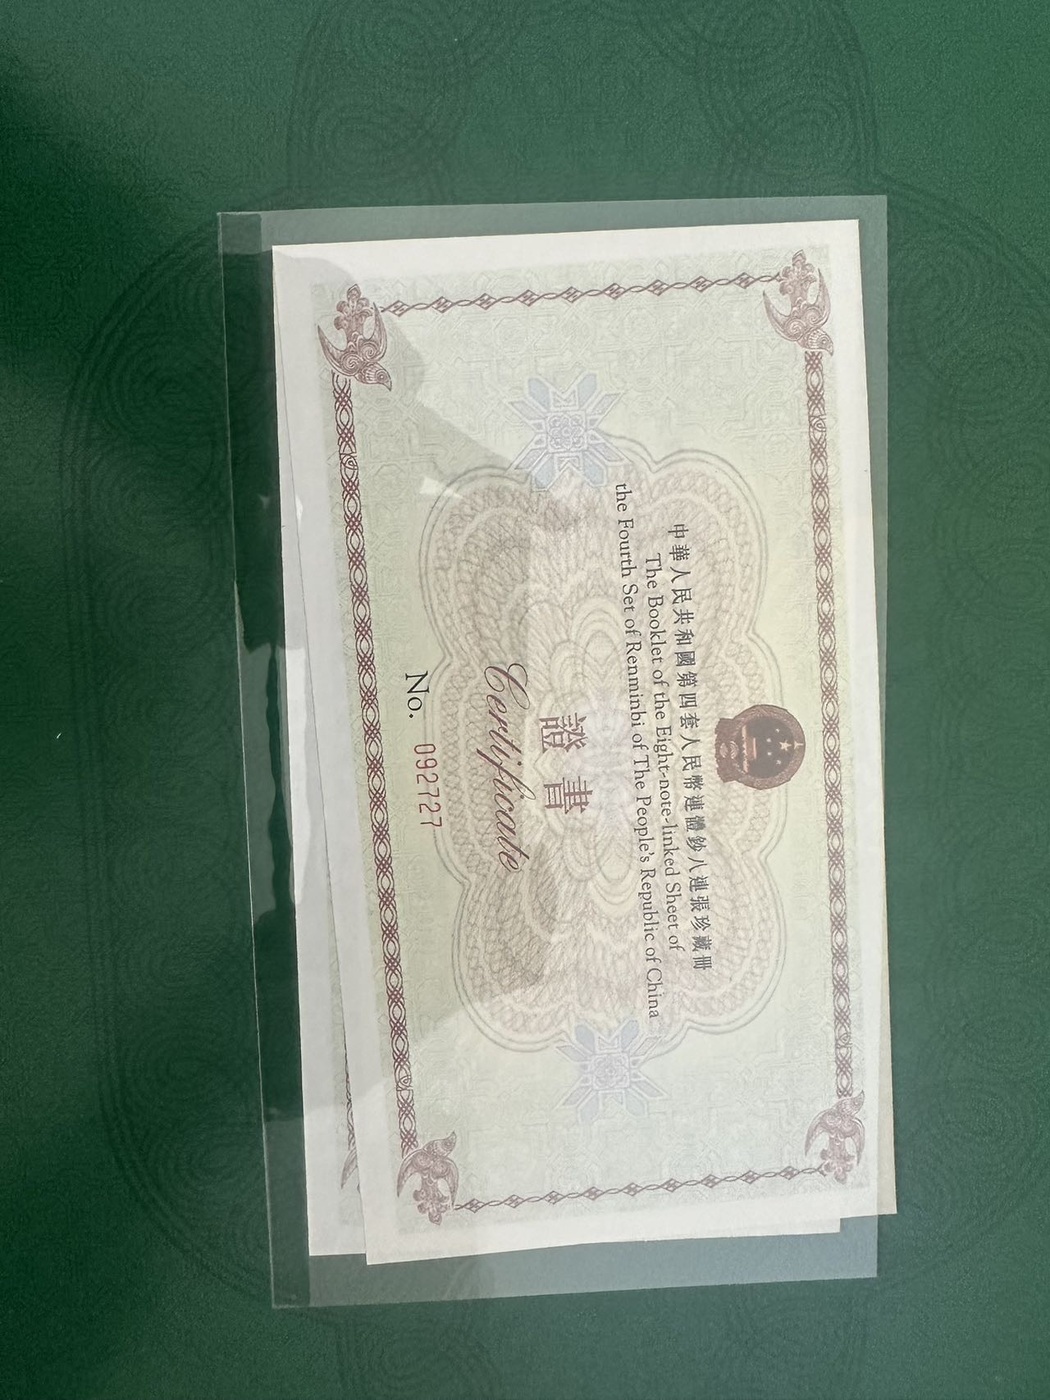 中華人民共和國第四套人民幣連體鈔八連張珍藏冊
The Booklet of the Eight-note-linked Sheet of
the Fourth Set of Renminbi of The People's Republic of China
證書
Certificate
No. 092727